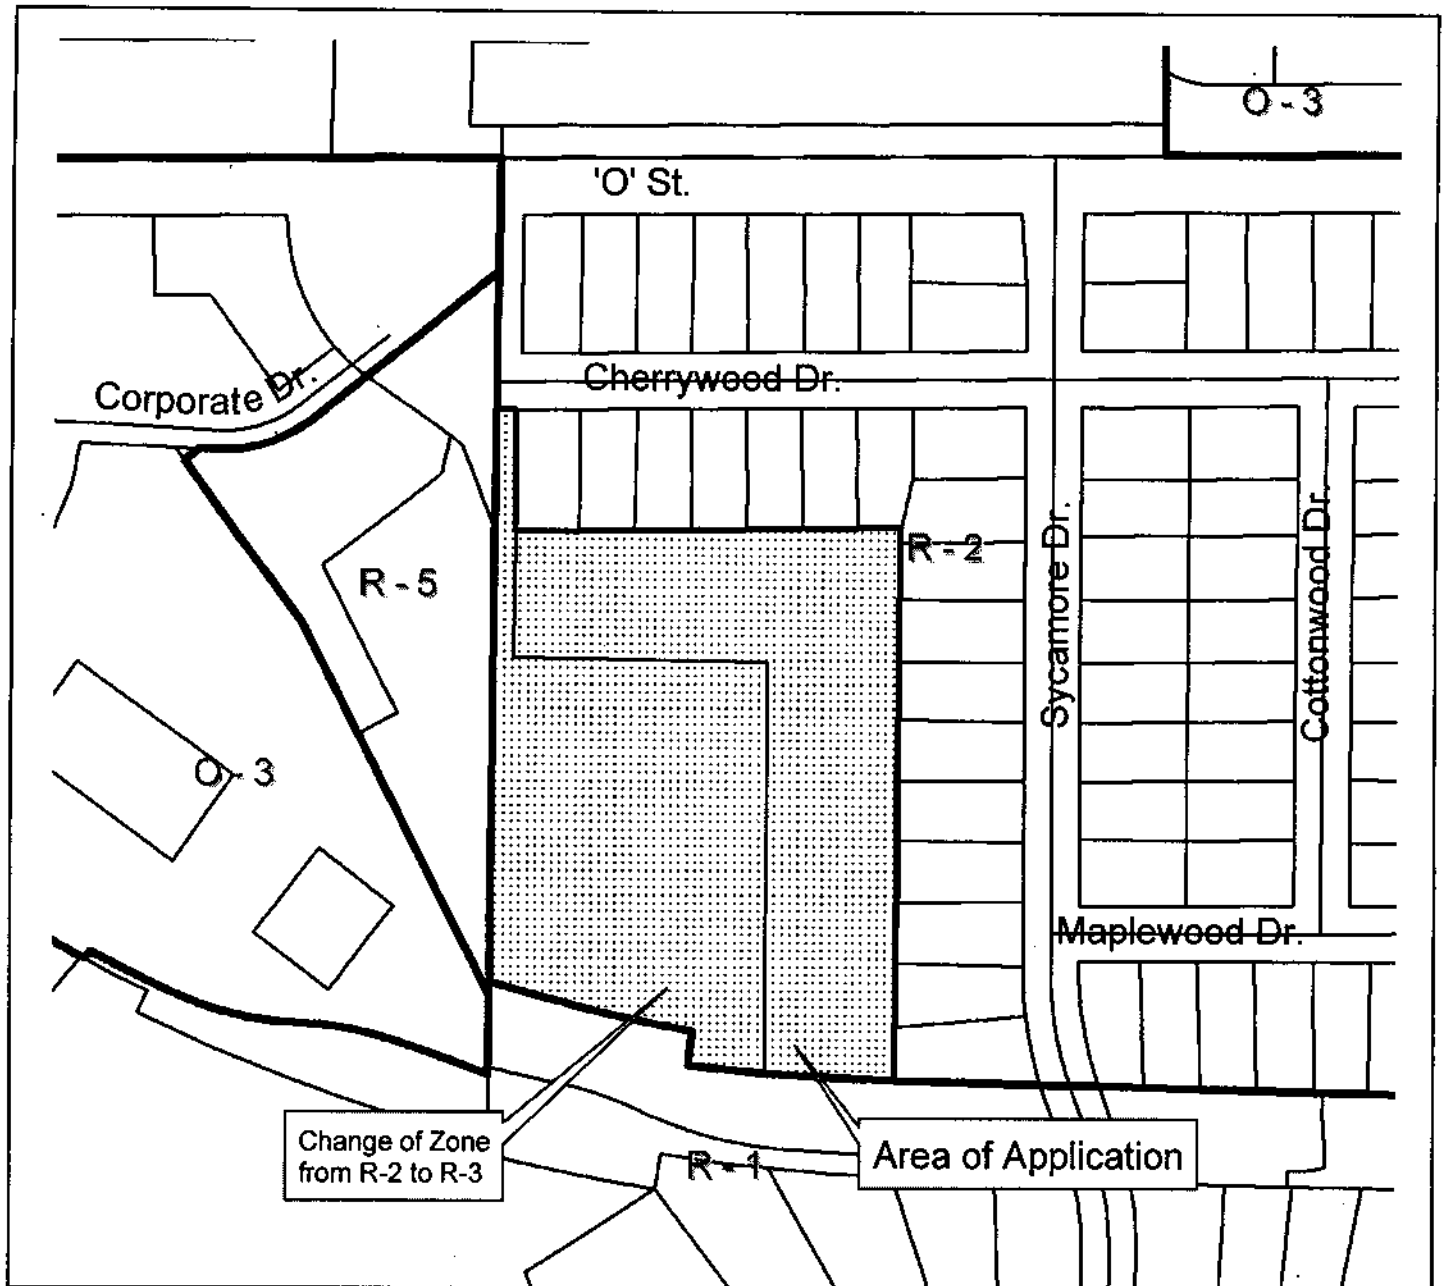 O - 3
'O' St.
Cherrywood Dr.
Corporate Dr.
R - 2
R - 5
Sycamore Dr.
Cottonwood Dr.
O - 3
Maplewood Dr.
Change of Zone
from R-2 to R-3
Area of Application
R - 1